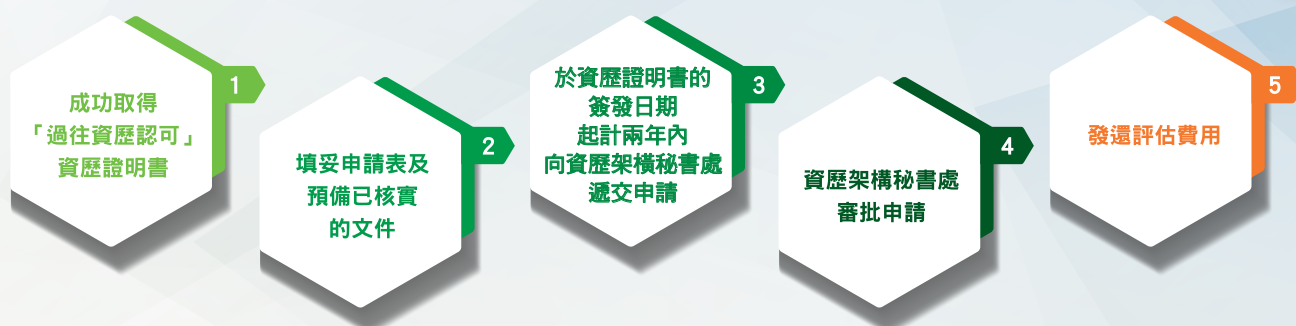 1
成功取得
「過往資歷認可」
資歷證明書
2
填妥申請表及
預備已核實
的文件
3
於資歷證明書的
簽發日期
起計兩年內
向資歷架橫秘書處
遞交申請
4
資歷架構秘書處
審批申請
5
發還評估費用